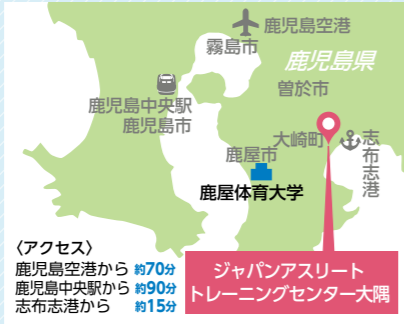 鹿児島空港
霧島市
鹿児島県
曽於市
鹿児島中央駅
鹿児島市
大崎町
志布志港
鹿屋市
鹿屋体育大学
〈アクセス〉
鹿児島空港から 約70分
鹿児島中央駅から 約90分
志布志港から 約15分
ジャパンアスリート
トレーニングセンター大隅